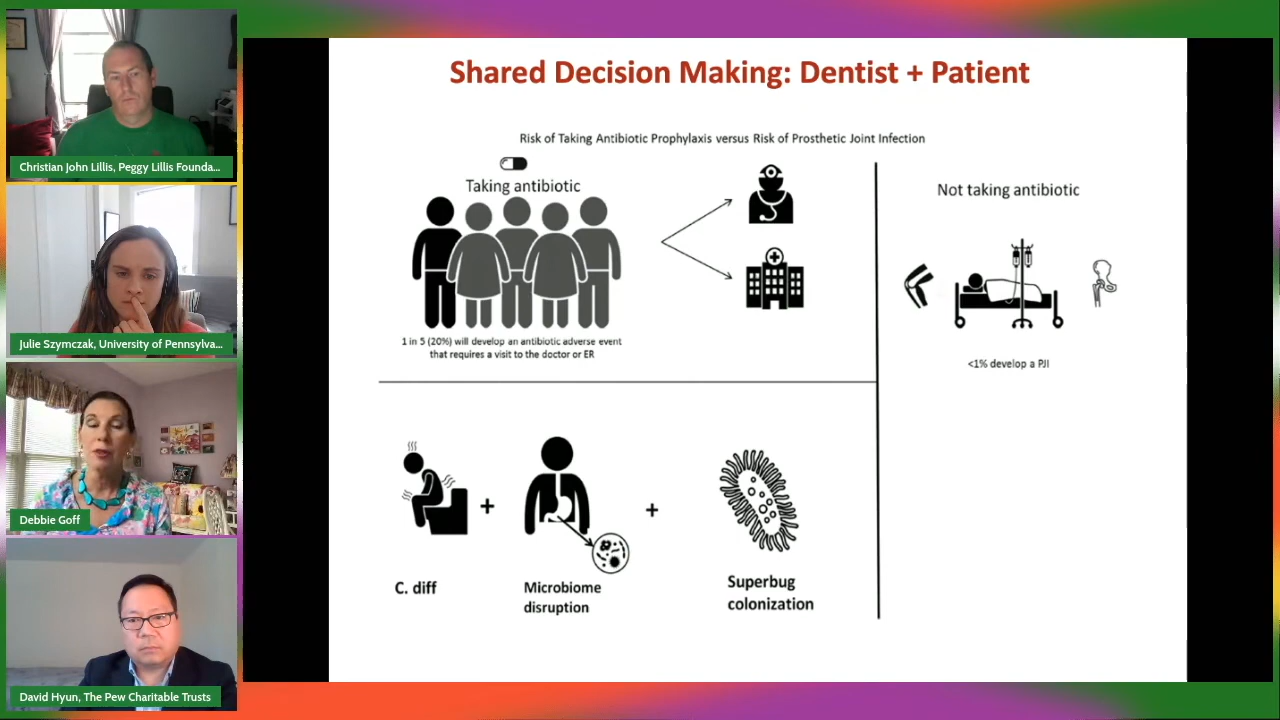 Christian John Lillis, Peggy Lillis Founda...
Julie Szymczak, University of Pennsylva...
Debbie Goff
David Hyun, The Pew Charitable Trusts
Shared Decision Making: Dentist + Patient
Risk of Taking Antibiotic Prophylaxis versus Risk of Prosthetic Joint Infection
Taking antibiotic
1 in 5 (20%) will develop an antibiotic adverse event
that requires a visit to the doctor or ER
Not taking antibiotic
<1% develop a PJI
+
+
C. diff
Microbiome
disruption
Superbug
colonization